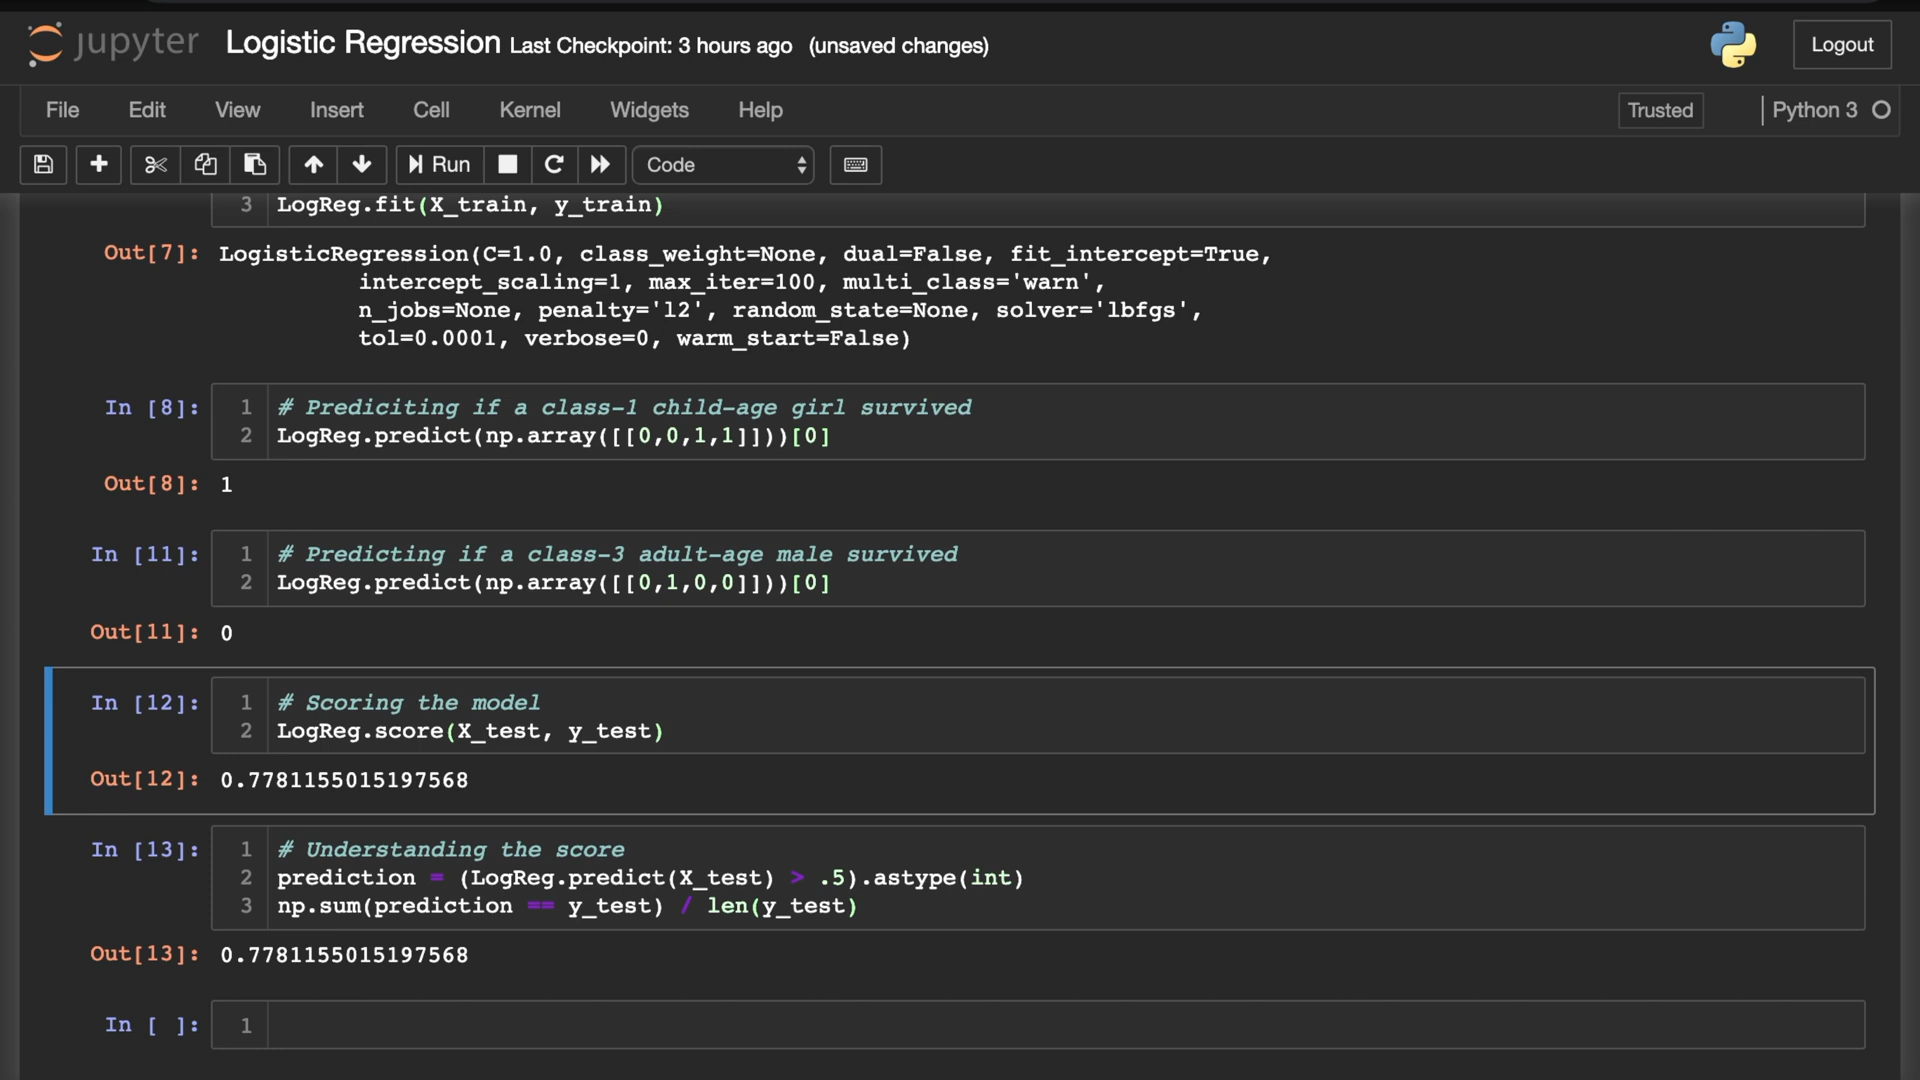 jupyter Logistic Regression Last Checkpoint: 3 hours ago (unsaved changes)
Logout
File Edit View Insert Cell Kernel Widgets Help
Trusted
Python 3
Run
Code
3 LogReg.fit(X_train, y_train)
Out[7]: LogisticRegression(C=1.0, class_weight=None, dual=False, fit_intercept=True,
intercept_scaling=1, max_iter=100, multi_class='warn',
n_jobs=None, penalty='l2', random_state=None, solver='lbfgs',
tol=0.0001, verbose=0, warm_start=False)
In [8]: 1 # Prediciting if a class-1 child-age girl survived
2 LogReg.predict(np.array([[0,0,1,1]]))[0]
Out[8]: 1
In [11]: 1 # Predicting if a class-3 adult-age male survived
2 LogReg.predict(np.array([[0,1,0,0]]))[0]
Out[11]: 0
In [12]: 1 # Scoring the model
2 LogReg.score(X_test, y_test)
Out[12]: 0.7781155015197568
In [13]: 1 # Understanding the score
2 prediction = (LogReg.predict(X_test) > .5).astype(int)
3 np.sum(prediction == y_test) / len(y_test)
Out[13]: 0.7781155015197568
In [ ]: 1